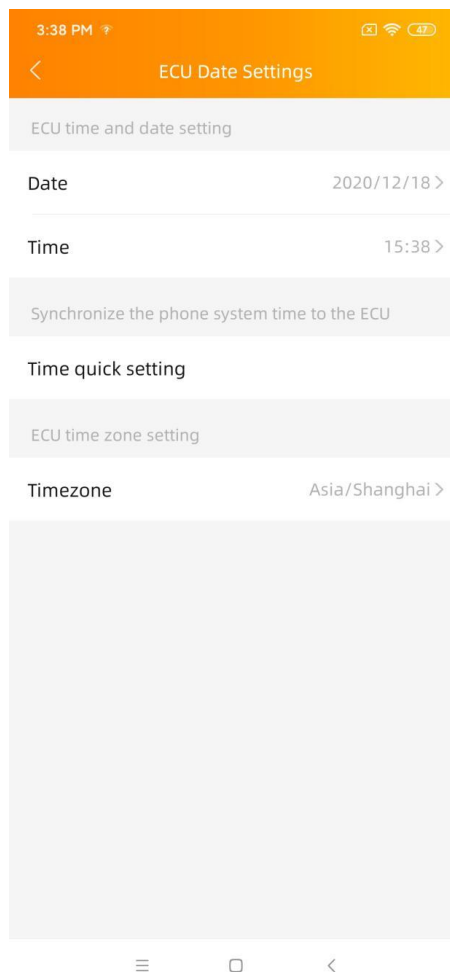 3:38 PM
47
ECU Date Settings
ECU time and date setting
Date 2020/12/18
Time 15:38
Synchronize the phone system time to the ECU
Time quick setting
ECU time zone setting
Timezone Asia/Shanghai